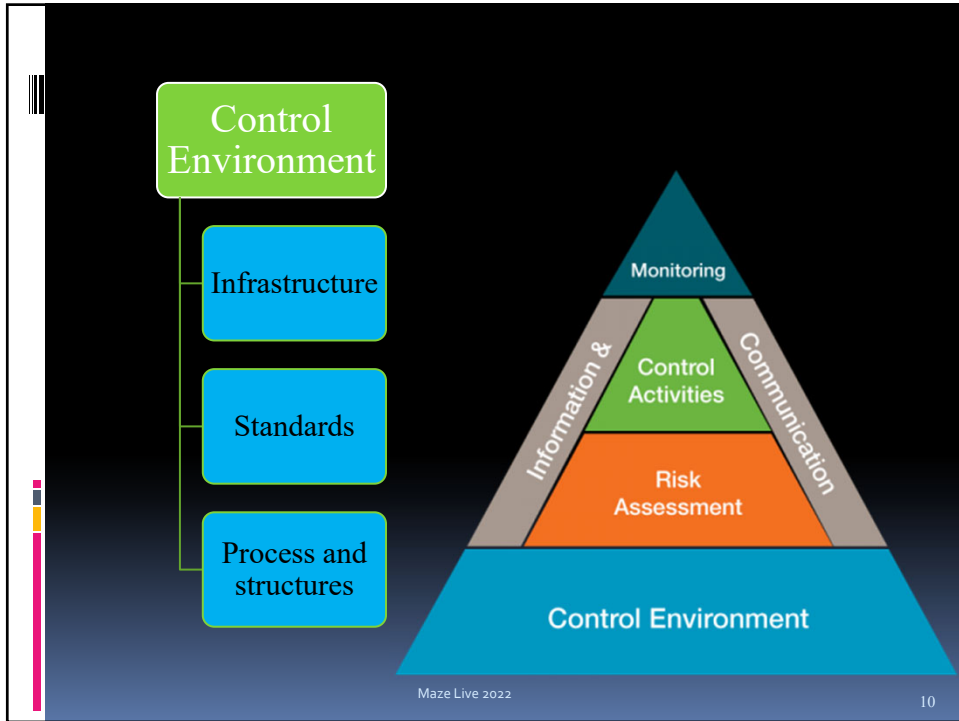 Control
Environment
Infrastructure
Standards
Process and
structures
Monitoring
Information &
Control
Activities
Communication
Risk
Assessment
Control Environment
Maze Live 2022
10